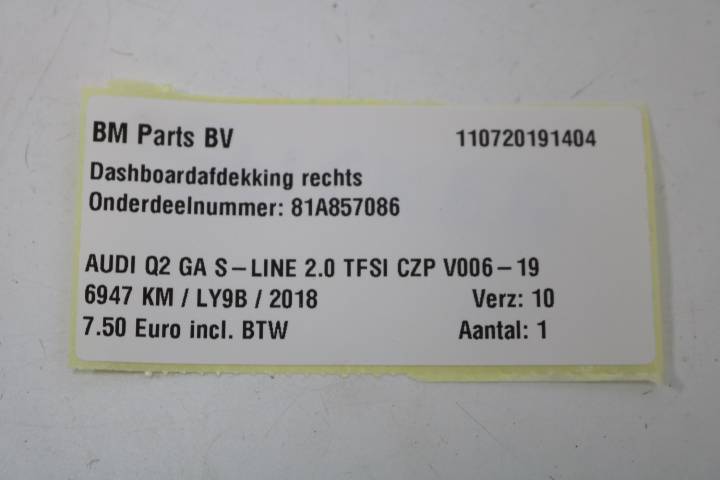 BM Parts BV 110720191404
Dashboardafdekking rechts
Onderdeelnummer: 81A857086
AUDI Q2 GA S-LINE 2.0 TFSI CZP V006-19
6947 KM / LY9B / 2018 Verz: 10
7.50 Euro incl. BTW Aantal: 1